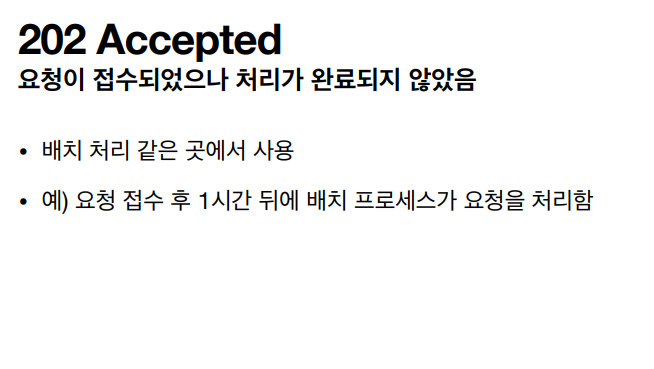 202 Accepted
요청이 접수되었으나 처리가 완료되지 않았음
• 배치 처리 같은 곳에서 사용
• 예) 요청 접수 후 1시간 뒤에 배치 프로세스가 요청을 처리함